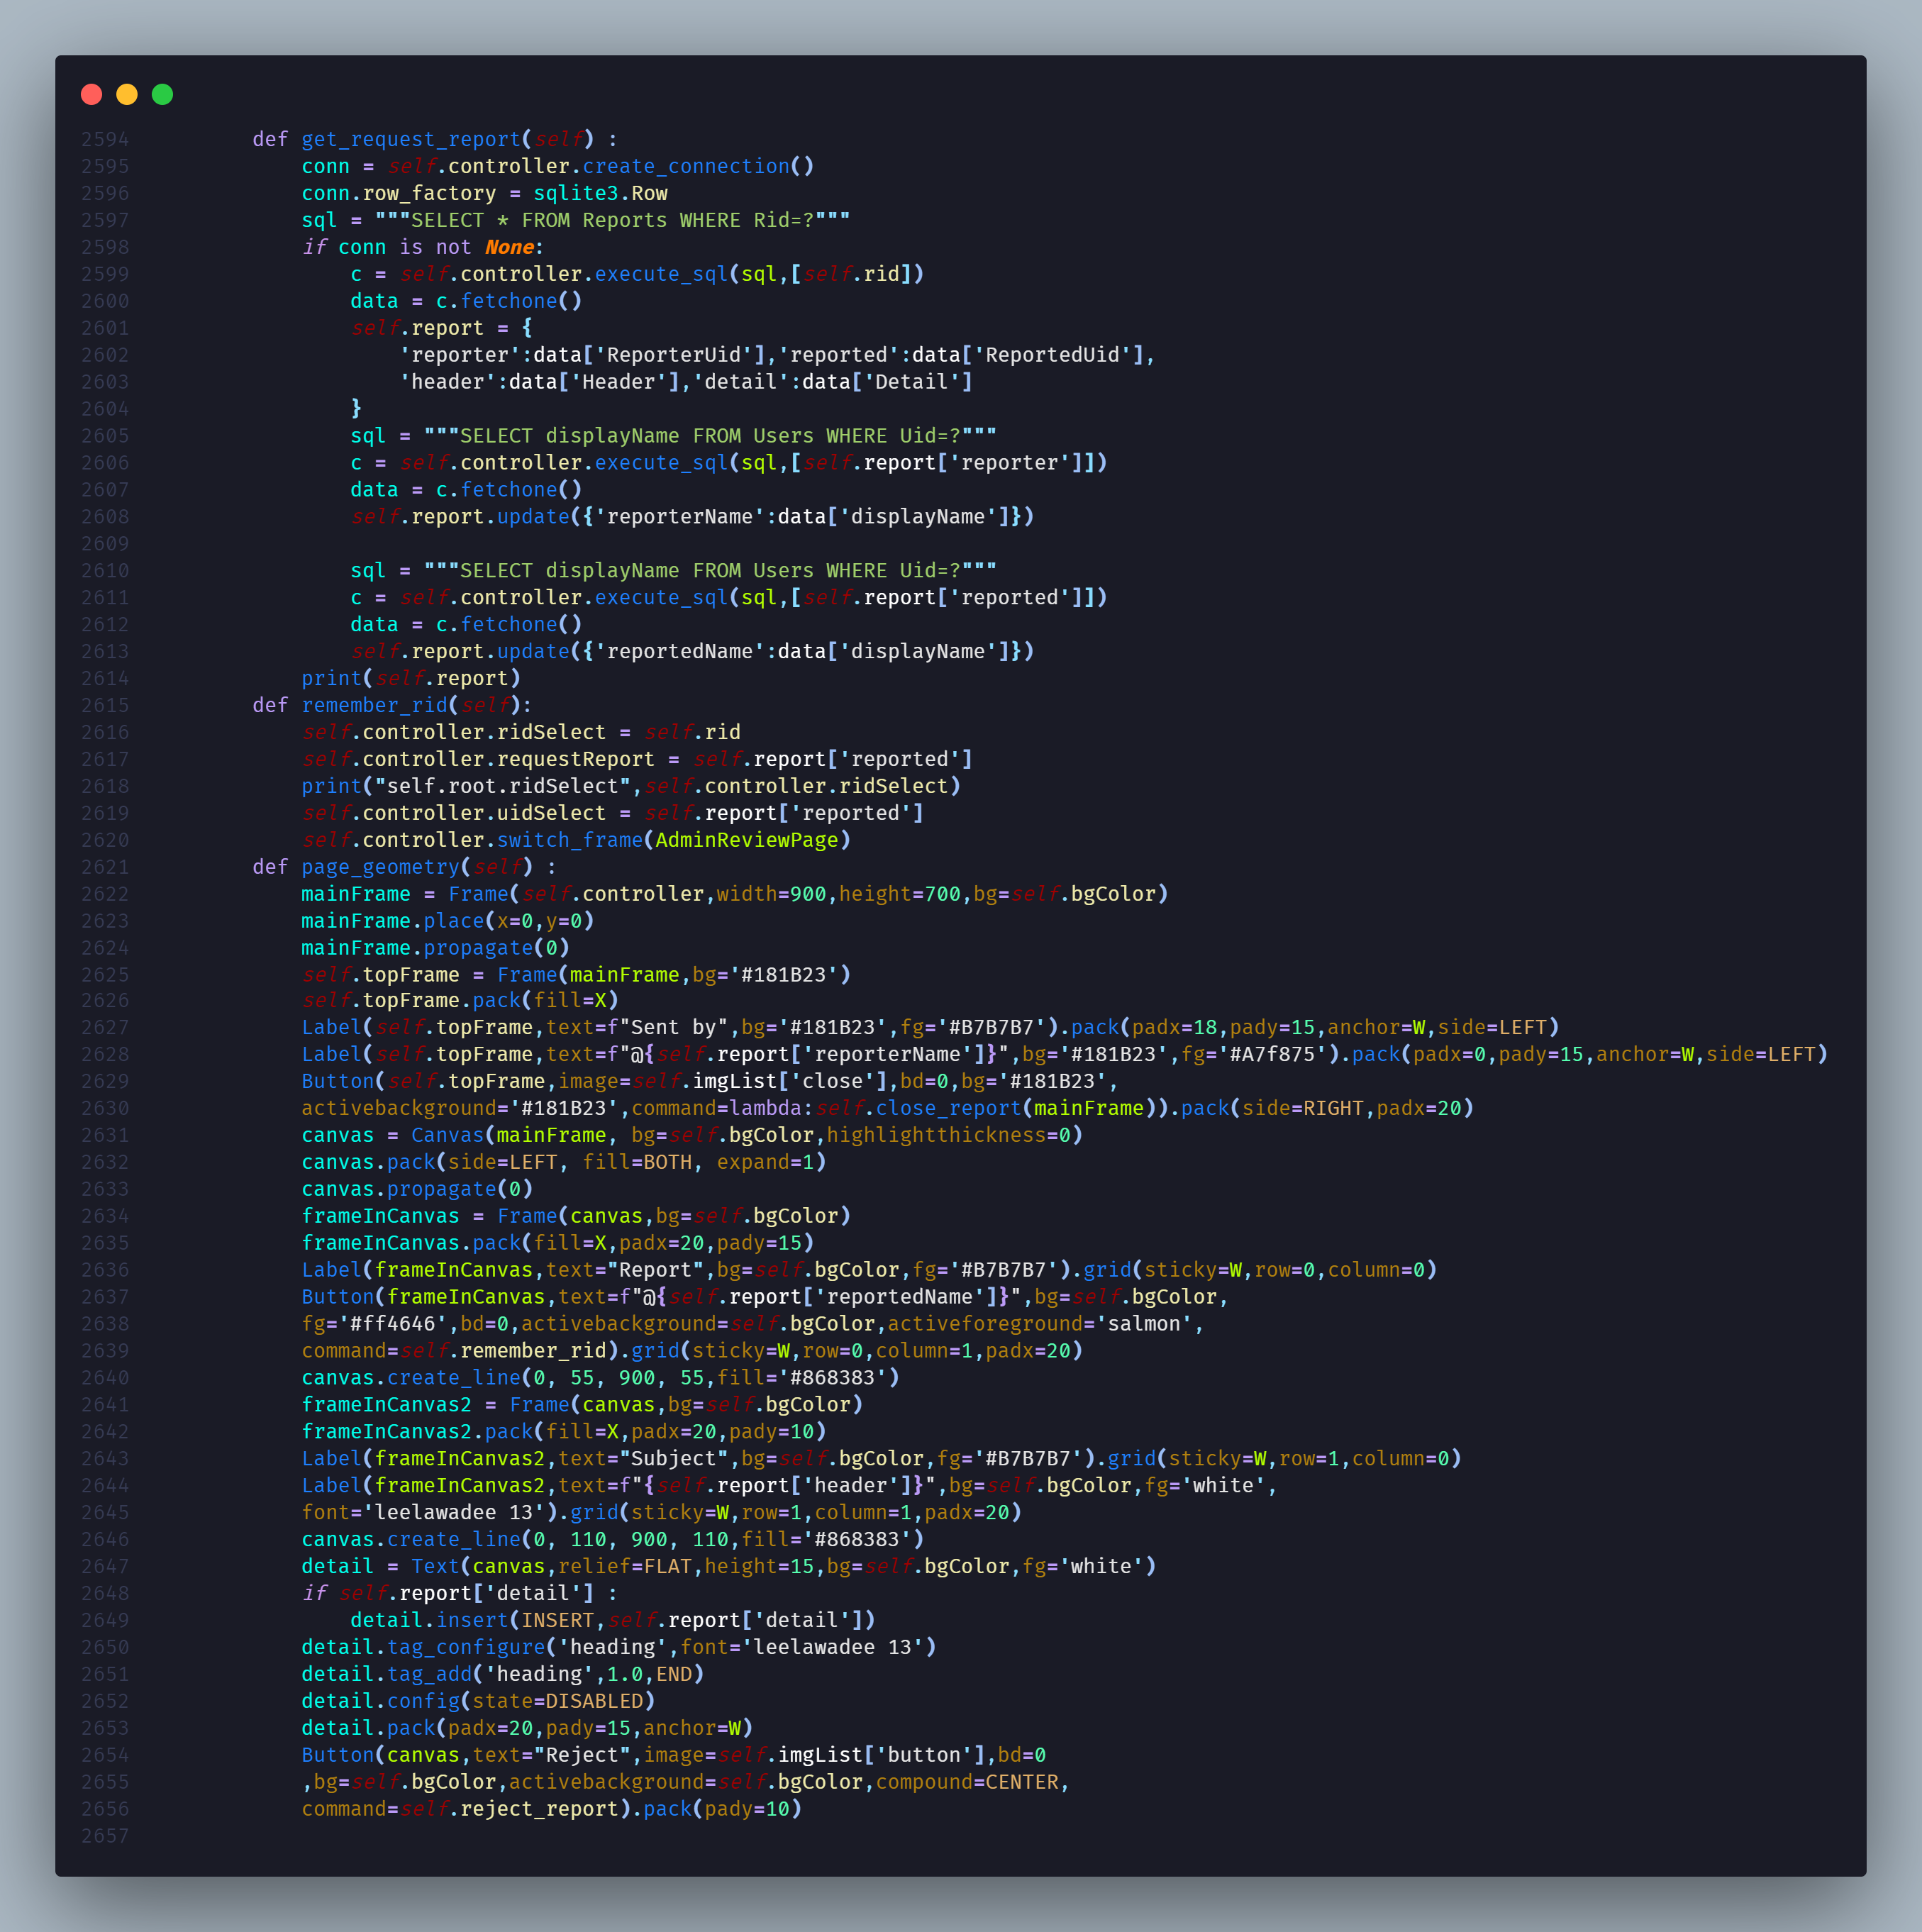 2594          def get_request_report(self) :
2595              conn = self.controller.create_connection()
2596              conn.row_factory = sqlite3.Row
2597              sql = """SELECT * FROM Reports WHERE Rid=?"""
2598              if conn is not None:
2599                  c = self.controller.execute_sql(sql,[self.rid])
2600                  data = c.fetchone()
2601                  self.report = {
2602                      'reporter':data['ReporterUid'],'reported':data['ReportedUid'],
2603                      'header':data['Header'],'detail':data['Detail']
2604                  }
2605                  sql = """SELECT displayName FROM Users WHERE Uid=?"""
2606                  c = self.controller.execute_sql(sql,[self.report['reporter']])
2607                  data = c.fetchone()
2608                  self.report.update({'reporterName':data['displayName']})
2609
2610                  sql = """SELECT displayName FROM Users WHERE Uid=?"""
2611                  c = self.controller.execute_sql(sql,[self.report['reported']])
2612                  data = c.fetchone()
2613                  self.report.update({'reportedName':data['displayName']})
2614              print(self.report)
2615          def remember_rid(self):
2616              self.controller.ridSelect = self.rid
2617              self.controller.requestReport = self.report['reported']
2618              print("self.root.ridSelect",self.controller.ridSelect)
2619              self.controller.uidSelect = self.report['reported']
2620              self.controller.switch_frame(AdminReviewPage)
2621          def page_geometry(self) :
2622              mainFrame = Frame(self.controller,width=900,height=700,bg=self.bgColor)
2623              mainFrame.place(x=0,y=0)
2624              mainFrame.propagate(0)
2625              self.topFrame = Frame(mainFrame,bg='#181B23')
2626              self.topFrame.pack(fill=X)
2627              Label(self.topFrame,text=f"Sent by",bg='#181B23',fg='#B7B7B7').pack(padx=18,pady=15,anchor=W,side=LEFT)
2628              Label(self.topFrame,text=f"@{self.report['reporterName']}",bg='#181B23',fg='#A7f875').pack(padx=0,pady=15,anchor=W,side=LEFT)
2629              Button(self.topFrame,image=self.imgList['close'],bd=0,bg='#181B23',
2630              activebackground='#181B23',command=lambda:self.close_report(mainFrame)).pack(side=RIGHT,padx=20)
2631              canvas = Canvas(mainFrame, bg=self.bgColor,highlightthickness=0)
2632              canvas.pack(side=LEFT, fill=BOTH, expand=1)
2633              canvas.propagate(0)
2634              frameInCanvas = Frame(canvas,bg=self.bgColor)
2635              frameInCanvas.pack(fill=X,padx=20,pady=15)
2636              Label(frameInCanvas,text="Report",bg=self.bgColor,fg='#B7B7B7').grid(sticky=W,row=0,column=0)
2637              Button(frameInCanvas,text=f"@{self.report['reportedName']}",bg=self.bgColor,
2638              fg='#ff4646',bd=0,activebackground=self.bgColor,activeforeground='salmon',
2639              command=self.remember_rid).grid(sticky=W,row=0,column=1,padx=20)
2640              canvas.create_line(0, 55, 900, 55,fill='#868383')
2641              frameInCanvas2 = Frame(canvas,bg=self.bgColor)
2642              frameInCanvas2.pack(fill=X,padx=20,pady=10)
2643              Label(frameInCanvas2,text="Subject",bg=self.bgColor,fg='#B7B7B7').grid(sticky=W,row=1,column=0)
2644              Label(frameInCanvas2,text=f"{self.report['header']}",bg=self.bgColor,fg='white',
2645              font='leelawadee 13').grid(sticky=W,row=1,column=1,padx=20)
2646              canvas.create_line(0, 110, 900, 110,fill='#868383')
2647              detail = Text(canvas,relief=FLAT,height=15,bg=self.bgColor,fg='white')
2648              if self.report['detail'] :
2649                  detail.insert(INSERT,self.report['detail'])
2650              detail.tag_configure('heading',font='leelawadee 13')
2651              detail.tag_add('heading',1.0,END)
2652              detail.config(state=DISABLED)
2653              detail.pack(padx=20,pady=15,anchor=W)
2654              Button(canvas,text="Reject",image=self.imgList['button'],bd=0
2655              ,bg=self.bgColor,activebackground=self.bgColor,compound=CENTER,
2656              command=self.reject_report).pack(pady=10)
2657